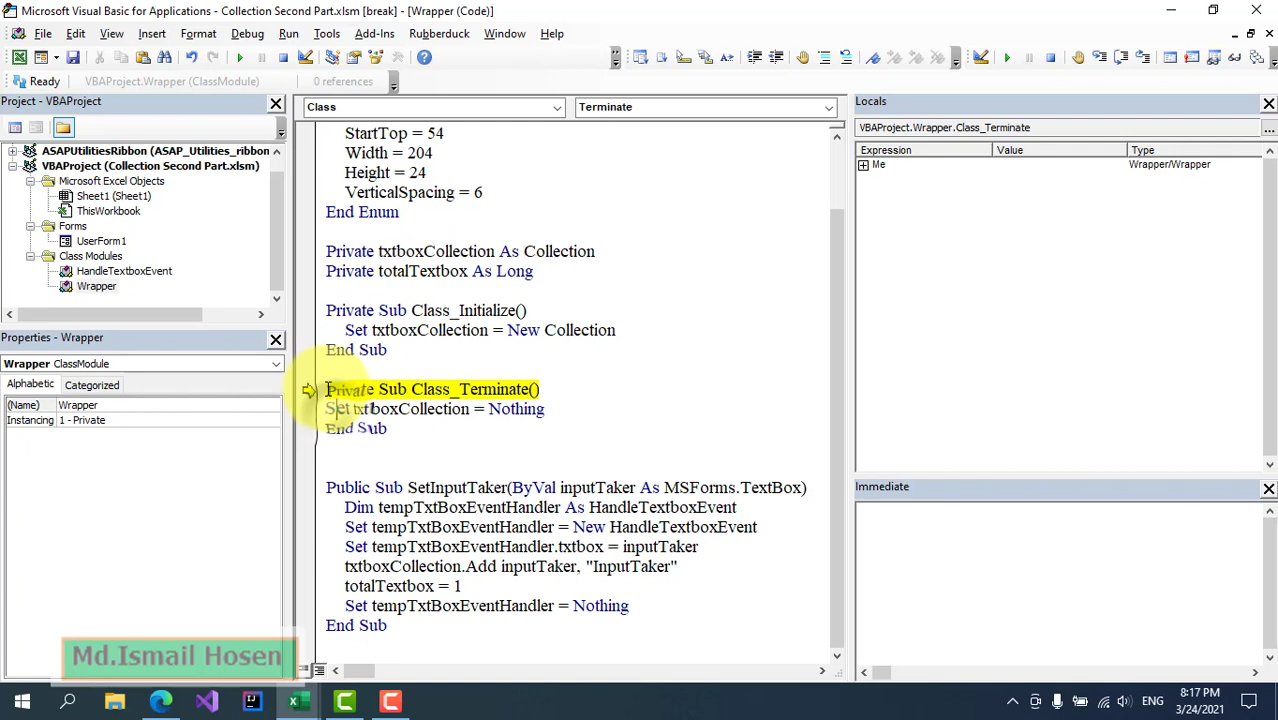 Microsoft Visual Basic for Applications - Collection Second Part.xlsm [break] - [Wrapper (Code)]
File Edit View Insert Format Debug Run Tools Add-Ins Rubberduck Window Help
Ready VBAProject.Wrapper (ClassModule) 0 references
Project - VBAProject
ASAPUtilitiesRibbon (ASAP_Utilities_ribbon
VBAProject (Collection Second Part.xlsm)
Microsoft Excel Objects
Sheet1 (Sheet1)
ThisWorkbook
Forms
UserForm1
Class Modules
HandleTextboxEvent
Wrapper
Properties - Wrapper
Wrapper ClassModule
Alphabetic Categorized
(Name) Wrapper
Instancing 1 - Private
Class Terminate
StartTop = 54
Width = 204
Height = 24
VerticalSpacing = 6
End Enum
Private txtboxCollection As Collection
Private totalTextbox As Long
Private Sub Class_Initialize()
Set txtboxCollection = New Collection
End Sub
Private Sub Class_Terminate()
Set txtboxCollection = Nothing
End Sub
Public Sub SetInputTaker(ByVal inputTaker As MSForms.TextBox)
Dim tempTxtBoxEventHandler As HandleTextboxEvent
Set tempTxtBoxEventHandler = New HandleTextboxEvent
Set tempTxtBoxEventHandler.txtbox = inputTaker
txtboxCollection.Add inputTaker, "InputTaker"
totalTextbox = 1
Set tempTxtBoxEventHandler = Nothing
End Sub
Locals
VBAProject.Wrapper.Class_Terminate
Expression Value Type
Me Wrapper/Wrapper
Immediate
Md.Ismail Hosen
ENG
8:17 PM
3/24/2021